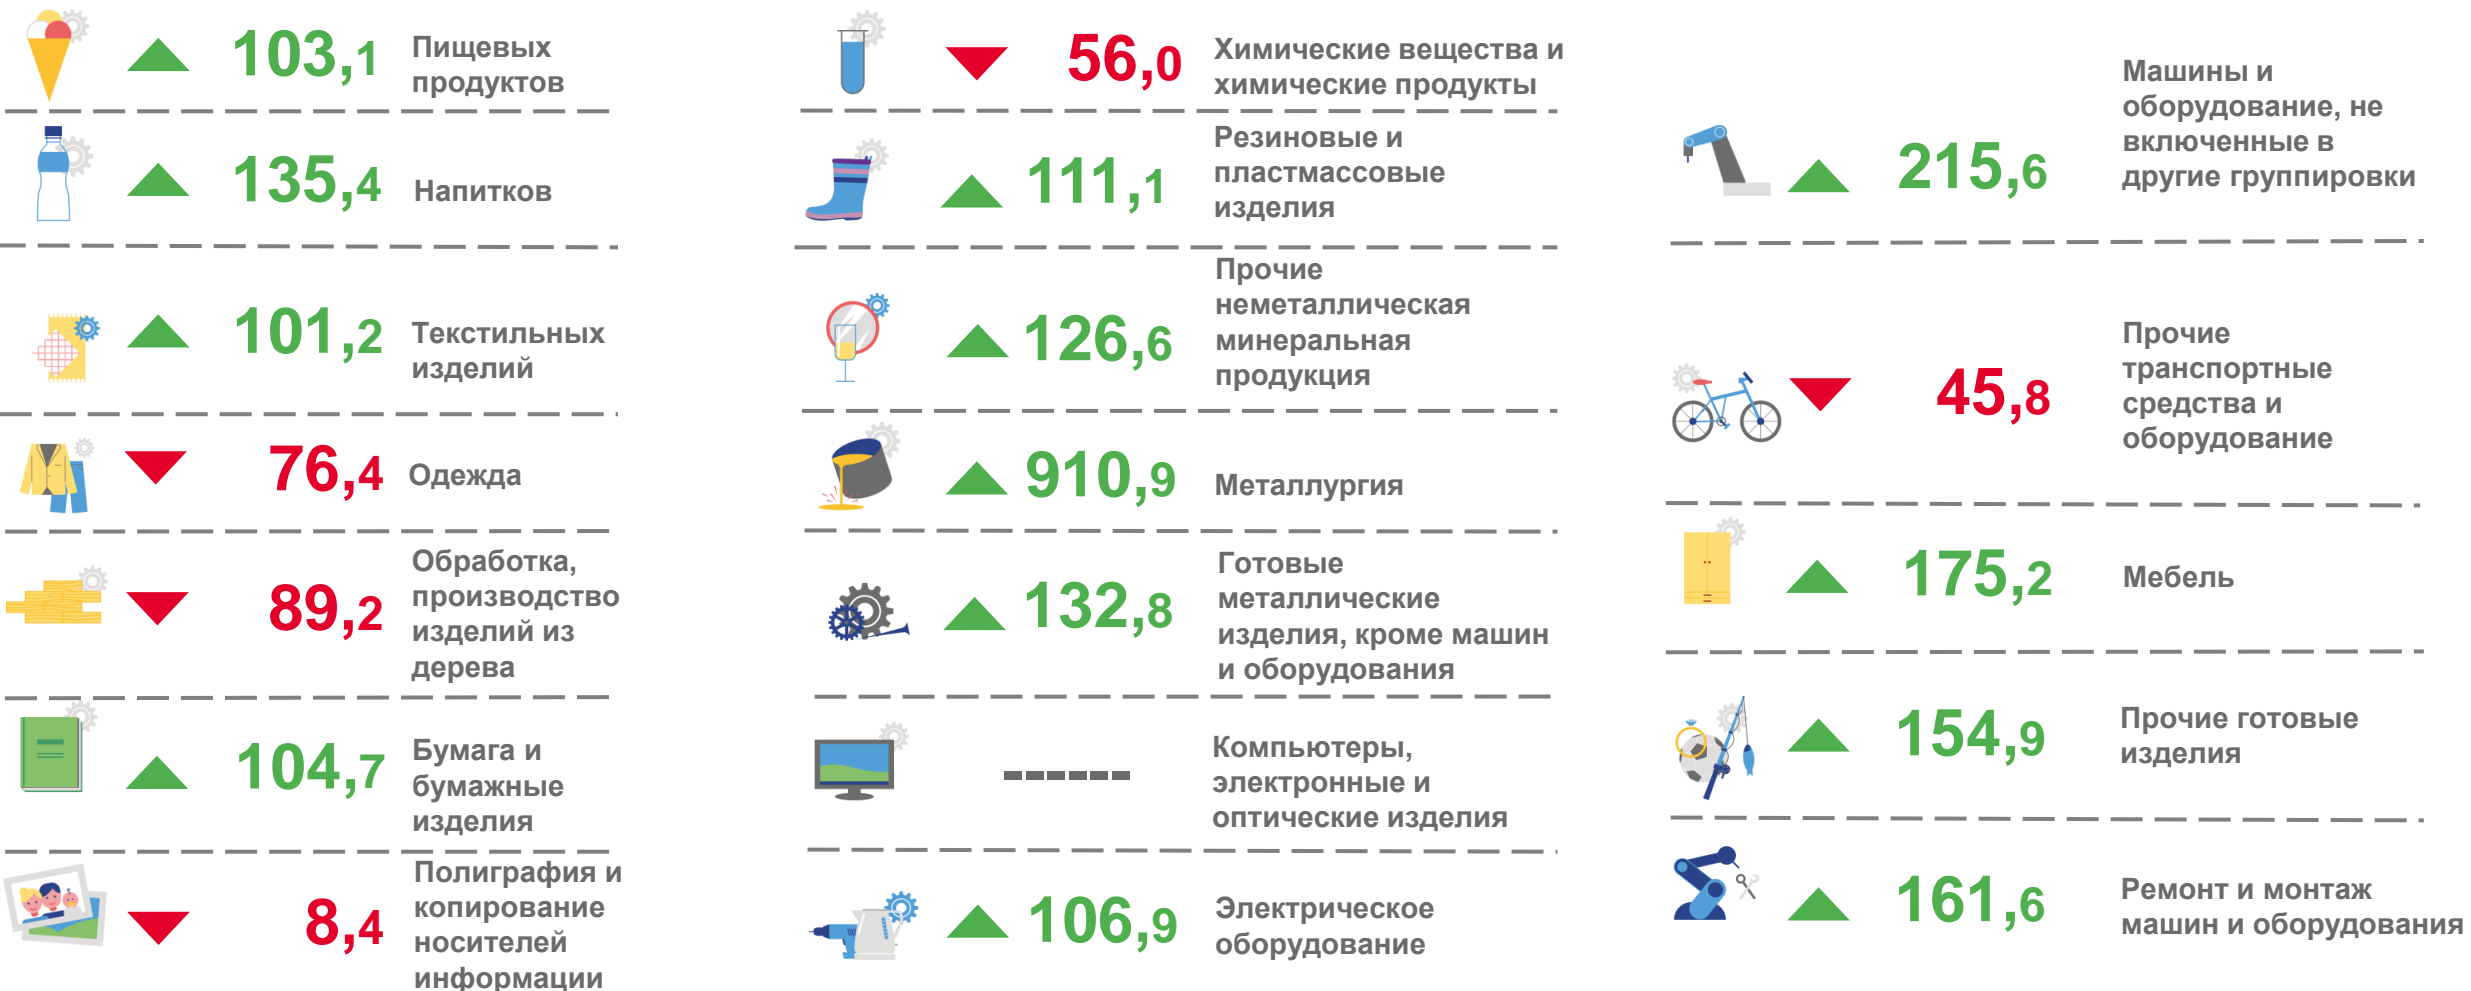 103,1
Пищевых
продуктов
135,4
Напитков
101,2
Текстильных
изделий
76,4
Одежда
89,2
Обработка,
производство
изделий из
дерева
104,7
Бумага и
бумажные
изделия
8,4
Полиграфия и
копирование
носителей
информации
56,0
Химические вещества и
химические продукты
111,1
Резиновые и
пластмассовые
изделия
126,6
Прочие
неметаллическая
минеральная
продукция
910,9
Металлургия
132,8
Готовые
металлические
изделия, кроме машин
и оборудования
------
Компьютеры,
электронные и
оптические изделия
106,9
Электрическое
оборудование
215,6
Машины и
оборудование, не
включенные в
другие группировки
45,8
Прочие
транспортные
средства и
оборудование
175,2
Мебель
154,9
Прочие готовые
изделия
161,6
Ремонт и монтаж
машин и оборудования